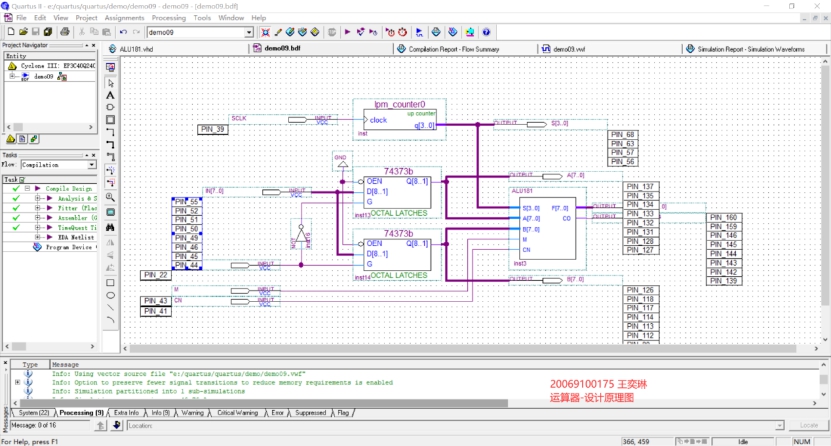 Quartus II - e:/quartus/quartus/demo/demo09 - demo09 - [demo09.bdf]
File Edit View Project Assignments Processing Tools Window Help
demo09
Project Navigator
Entity
Cyclone III: EP3C40Q240
demo09
Tasks
Flow: Compilation
Task
Compile Design
Analysis & S
Fitter (Plac
Assembler (G
TimeQuest Ti
EDA Netlist
Program Device
ALU181.vhd
demo09.bdf
Compilation Report - Flow Summary
demo09.vwf
Simulation Report - Simulation Waveforms
lpm_counter0
up counter
clock
q[3..0]
inst
SCLK
INPUT
VCC
PIN_39
OUTPUT
S[3..0]
PIN_68
PIN_63
PIN_57
PIN_56
GND
74373b
OEN
Q[8..1]
D[8..1]
G
inst13
OCTAL LATCHES
OUTPUT
A[7..0]
IN[7..0]
INPUT
VCC
PIN_55
PIN_52
PIN_51
PIN_50
PIN_49
PIN_46
PIN_45
PIN_44
NOT
inst16
74373b
OEN
Q[8..1]
D[8..1]
G
inst14
OCTAL LATCHES
INPUT
VCC
PIN_22
ALU181
S[3..0]
F[7..0]
A[7..0]
CO
B[7..0]
M
CN
inst3
OUTPUT
OUTPUT
PIN_137
PIN_135
PIN_134
PIN_133
PIN_132
PIN_131
PIN_128
PIN_127
PIN_160
PIN_159
PIN_146
PIN_145
PIN_144
PIN_143
PIN_142
PIN_139
OUTPUT
B[7..0]
PIN_126
PIN_118
PIN_117
PIN_114
PIN_113
PIN_112
M
INPUT
VCC
PIN_43
CN
INPUT
VCC
PIN_41
Type Message
Info: Using vector source file "e:/quartus/quartus/demo/demo09.vwf"
Info: Option to preserve fewer signal transitions to reduce memory requirements is enabled
Info: Simulation partitioned into 1 sub-simulations
20069100175 王奕琳
运算器-设计原理图
System (22) Processing (9) Extra Info Info (9) Warning Critical Warning Error Suppressed Flag
Messages
Message: 0 of 16
Location:
Locate
For Help, press F1
366, 459
Idle
NUM